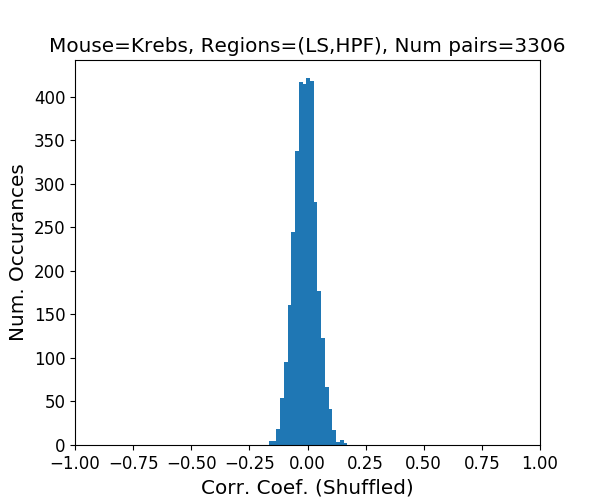 Mouse=Krebs, Regions=(LS,HPF), Num pairs=3306
400
350
300
250
200
150
100
50
0
Num. Occurances
−1.00 −0.75 −0.50 −0.25 0.00 0.25 0.50 0.75 1.00
Corr. Coef. (Shuffled)